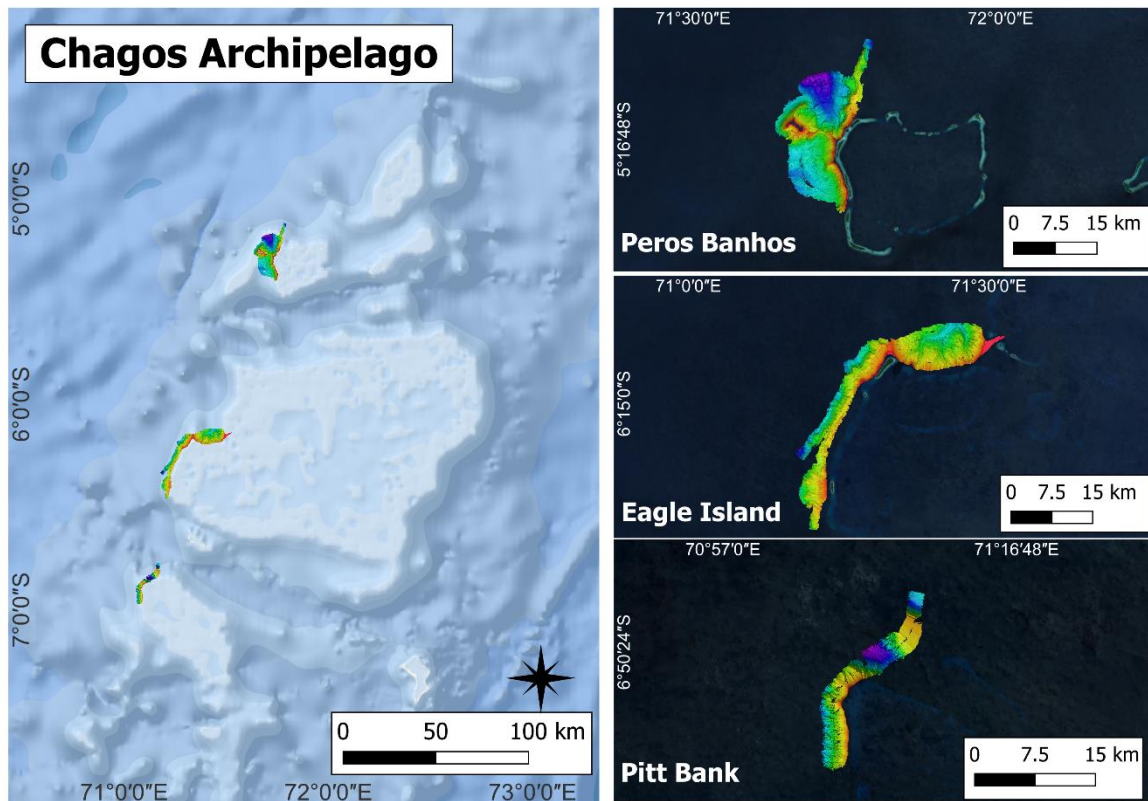 Chagos Archipelago
5°0'0"S
6°0'0"S
7°0'0"S
0 50 100 km
71°0'0"E 72°0'0"E 73°0'0"E
71°30'0"E 72°0'0"E
5°16'48"S
0 7.5 15 km
Peros Banhos
71°0'0"E 71°30'0"E
6°15'0"S
0 7.5 15 km
Eagle Island
70°57'0"E 71°16'48"E
6°50'24"S
0 7.5 15 km
Pitt Bank